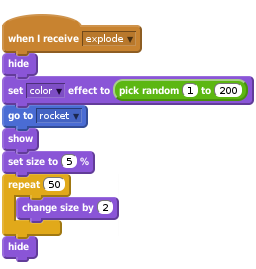 when I receive explode
hide
set color effect to pick random 1 to 200
go to rocket
show
set size to 5 %
repeat 50
change size by 2
hide